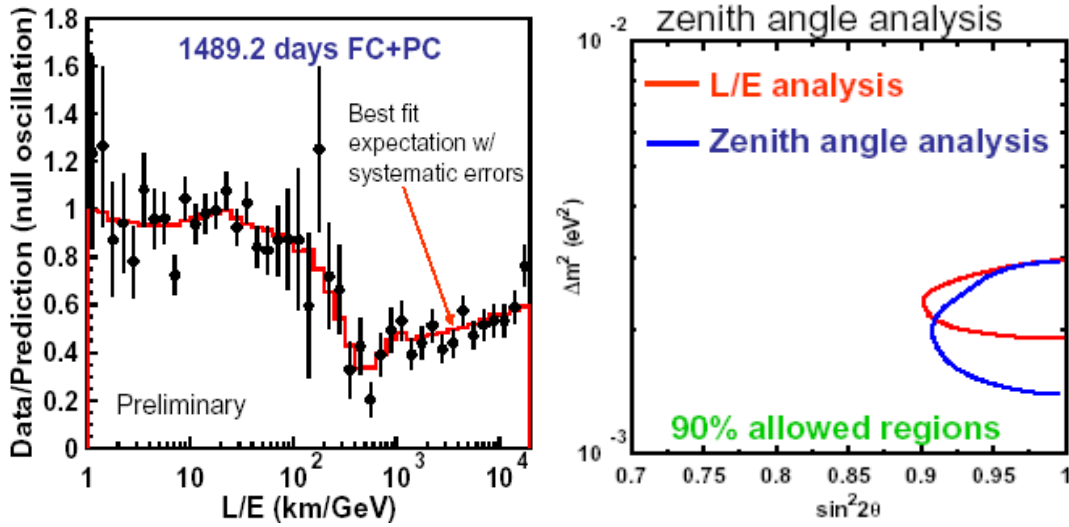 1489.2 days FC+PC
Best fit
expectation w/
systematic errors
Preliminary
Data/Prediction (null oscillation)
1.8
1.6
1.4
1.2
1
0.8
0.6
0.4
0.2
0
1 10 10² 10³ 10⁴
L/E (km/GeV)
zenith angle analysis
L/E analysis
Zenith angle analysis
90% allowed regions
Δm² (eV²)
10⁻²
10⁻³
0.7 0.75 0.8 0.85 0.9 0.95 1
sin²2θ